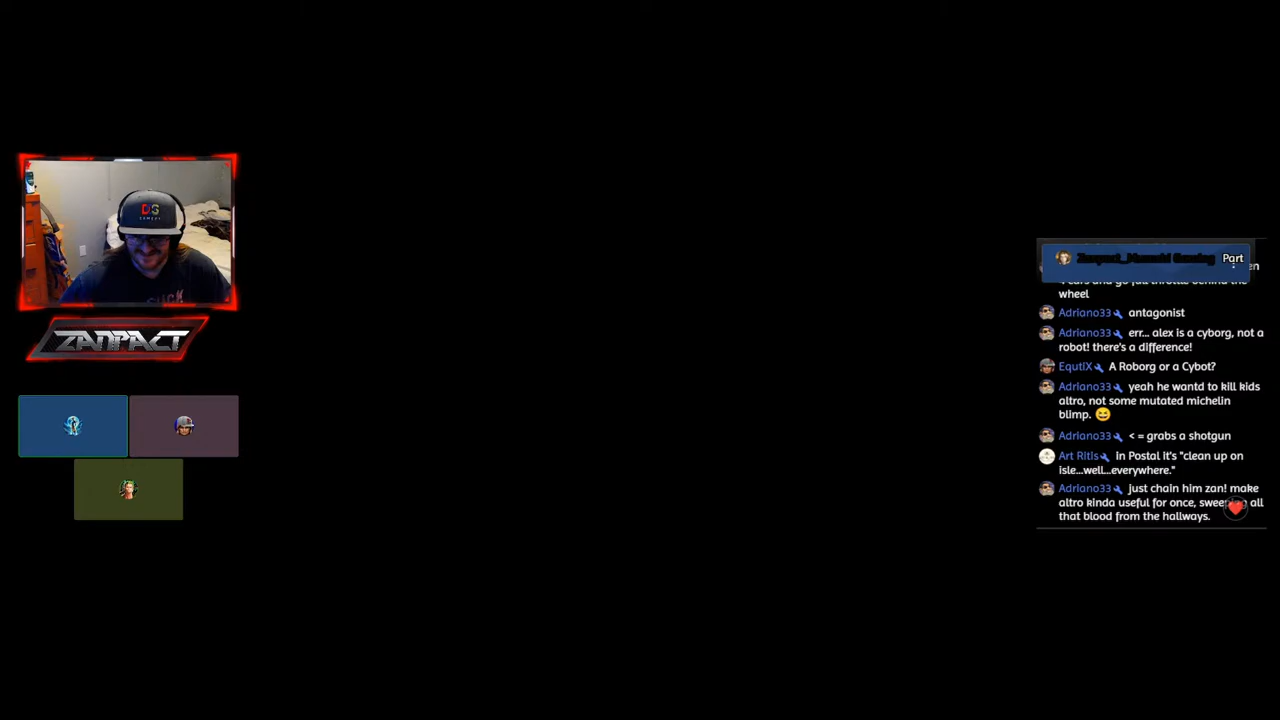 DS
GAMERZ
ZANPACT
Part
wheel
Adriano33 antagonist
Adriano33 err... alex is a cyborg, not a
robot! there's a difference!
EqutIX A Roborg or a Cybot?
Adriano33 yeah he wantd to kill kids
altro, not some mutated michelin
blimp.
Adriano33 < = grabs a shotgun
Art Ritis in Postal it's "clean up on
isle...well...everywhere."
Adriano33 just chain him zan! make
altro kinda useful for once, all
that blood from the hallways.